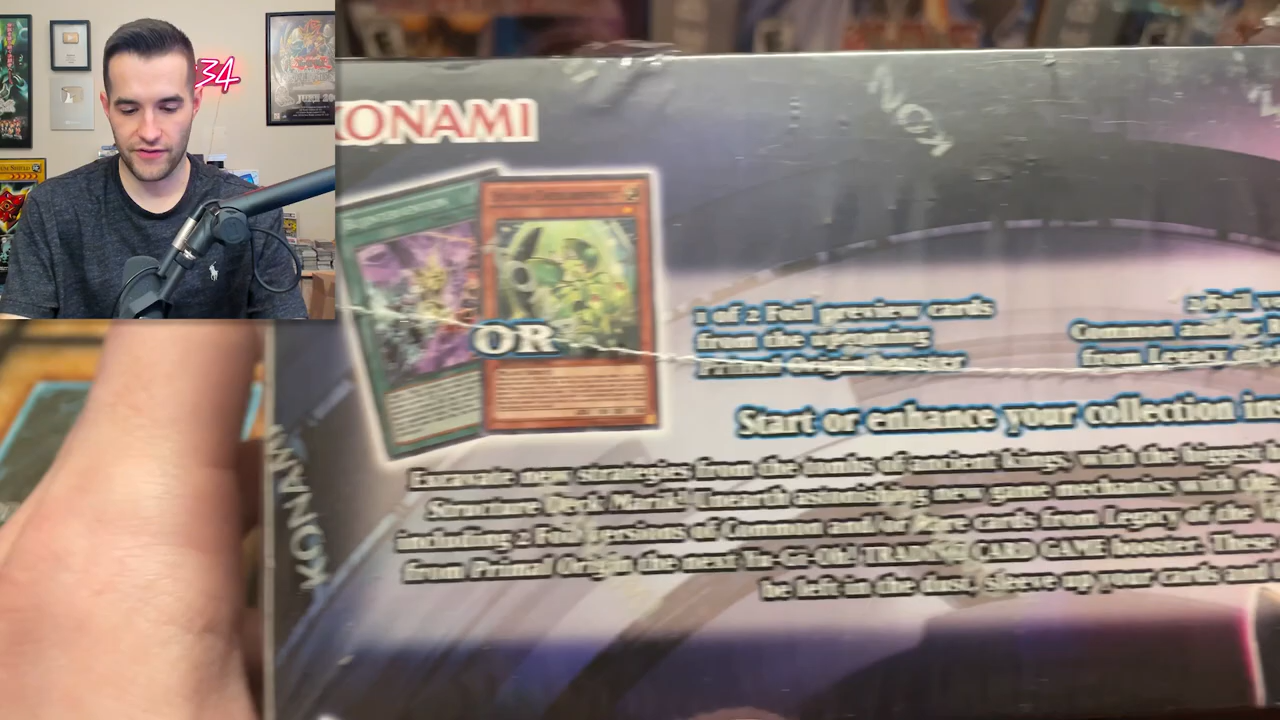 34
JUNE 20
KONAMI
KONAMI
OR
1 of 2 Foil preview cards
from the upcoming
Primal Origin booster
2 Foil
Common and/or
from Legacy of
Start or enhance your collection
Excavate new strategies from the tombs of ancient kings, with the biggest
Structure Deck Marik! Unearth astonishing new game mechanics with the
including 2 Foil versions of Common and/or Rare cards from Legacy of the
from Primal Origin the next Yu-Gi-Oh! TRADING CARD GAME booster. These
be left in the dust, sleeve up your cards and
KONAMI